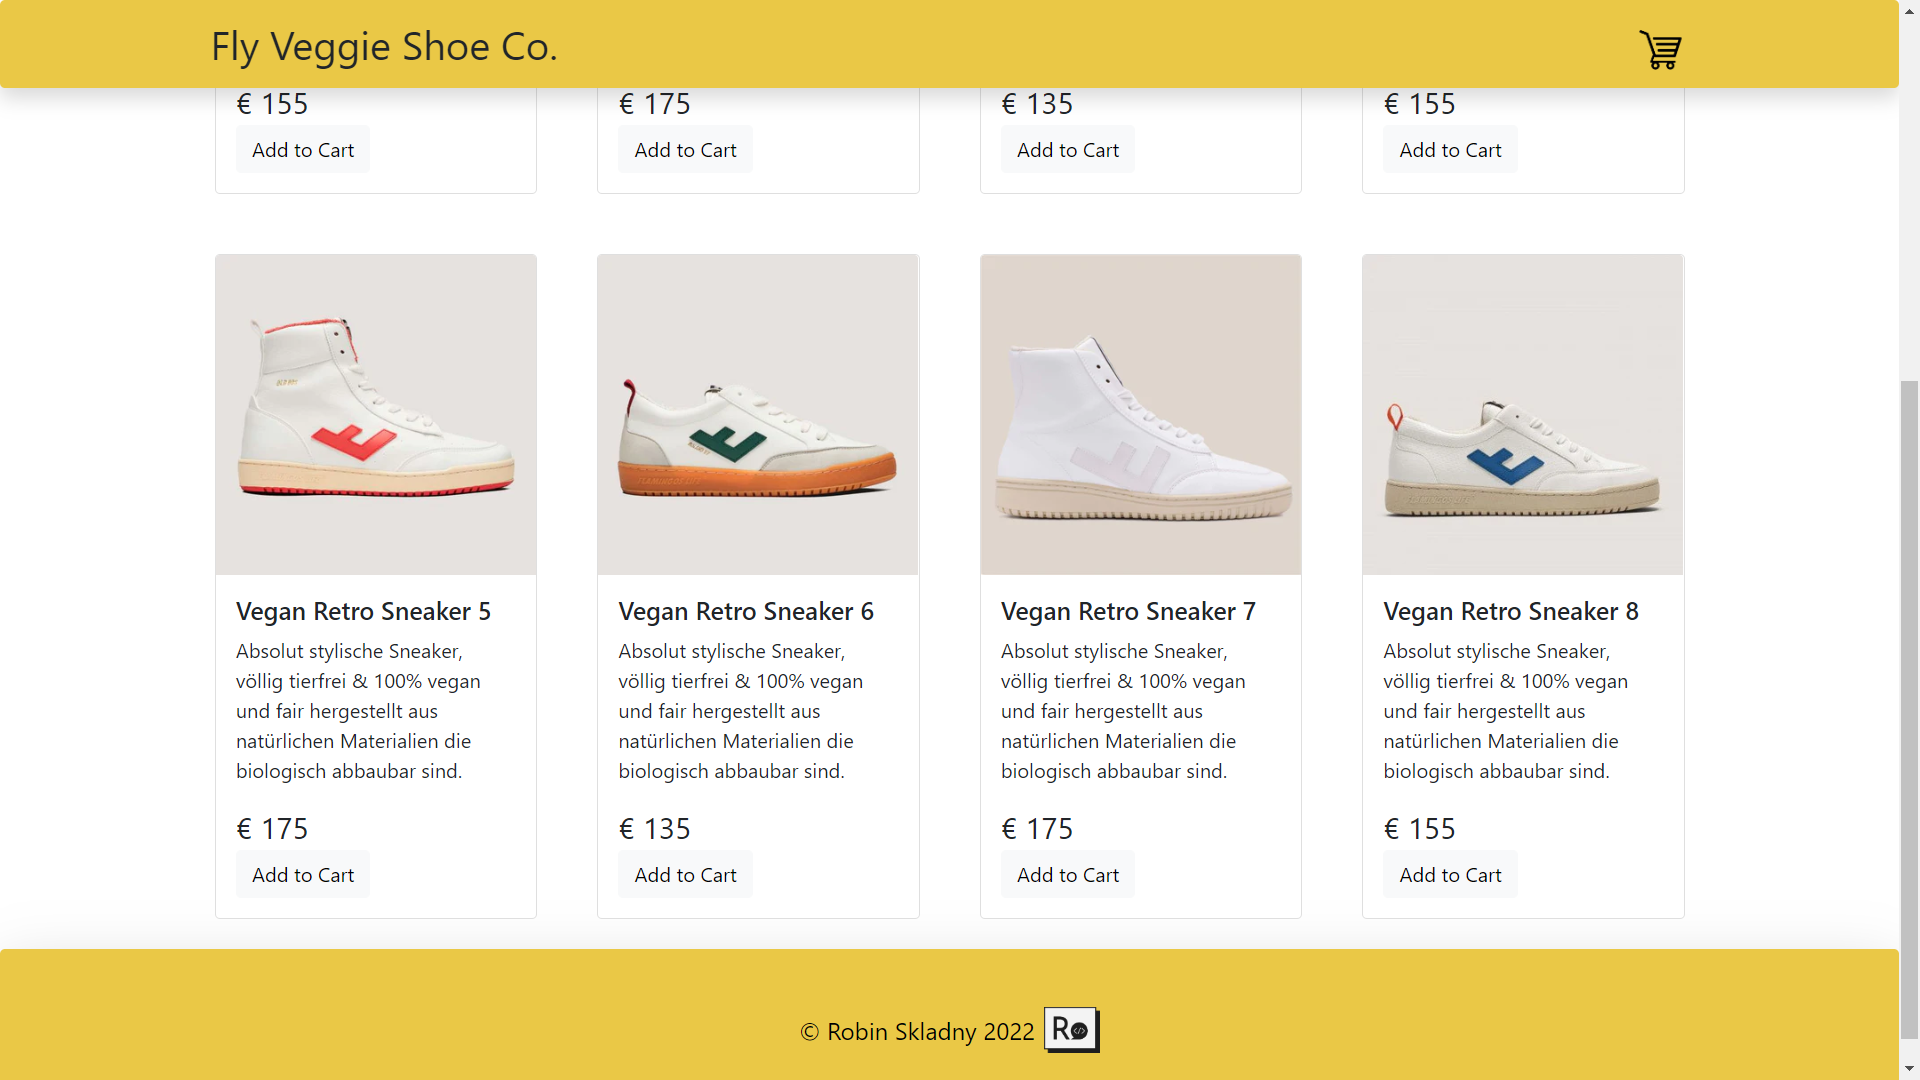 Fly Veggie Shoe Co.
€ 155
€ 175
€ 135
€ 155
Add to Cart
Add to Cart
Add to Cart
Add to Cart
Vegan Retro Sneaker 5
Absolut stylische Sneaker,
völlig tierfrei & 100% vegan
und fair hergestellt aus
natürlichen Materialien die
biologisch abbaubar sind.
€ 175
Add to Cart
Vegan Retro Sneaker 6
Absolut stylische Sneaker,
völlig tierfrei & 100% vegan
und fair hergestellt aus
natürlichen Materialien die
biologisch abbaubar sind.
€ 135
Add to Cart
Vegan Retro Sneaker 7
Absolut stylische Sneaker,
völlig tierfrei & 100% vegan
und fair hergestellt aus
natürlichen Materialien die
biologisch abbaubar sind.
€ 175
Add to Cart
Vegan Retro Sneaker 8
Absolut stylische Sneaker,
völlig tierfrei & 100% vegan
und fair hergestellt aus
natürlichen Materialien die
biologisch abbaubar sind.
€ 155
Add to Cart
© Robin Skladny 2022